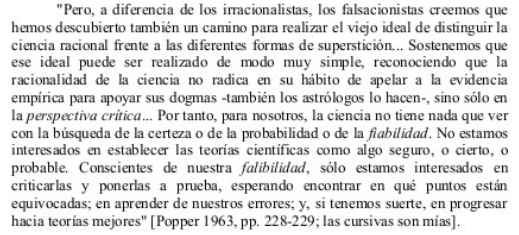 "Pero, a diferencia de los irracionalistas, los falsacionistas creemos que
hemos descubierto también un camino para realizar el viejo ideal de distinguir la
ciencia racional frente a las diferentes formas de superstición... Sostenemos que
ese ideal puede ser realizado de modo muy simple, reconociendo que la
racionalidad de la ciencia no radica en su hábito de apelar a la evidencia
empírica para apoyar sus dogmas -también los astrólogos lo hacen-, sino sólo en
la perspectiva crítica... Por tanto, para nosotros, la ciencia no tiene nada que ver
con la búsqueda de la certeza o de la probabilidad o de la fiabilidad. No estamos
interesados en establecer las teorías científicas como algo seguro, o cierto, o
probable. Conscientes de nuestra falibilidad, sólo estamos interesados en
criticarlas y ponerlas a prueba, esperando encontrar en qué puntos están
equivocadas; en aprender de nuestros errores; y, si tenemos suerte, en progresar
hacia teorías mejores" [Popper 1963, pp. 228-229; las cursivas son mías].